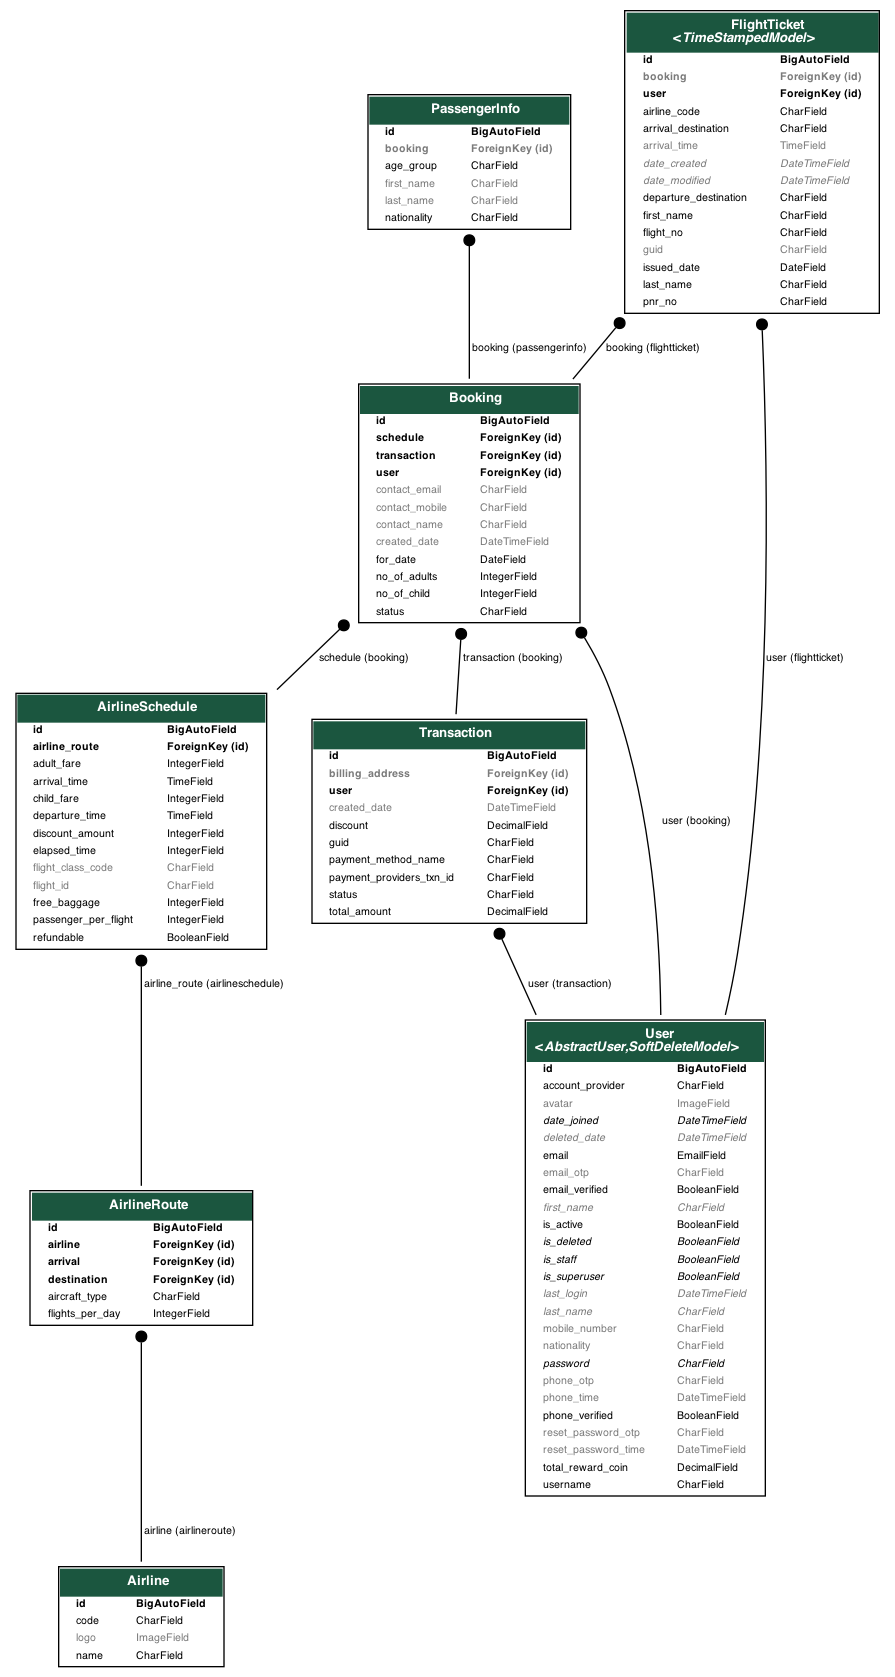 FlightTicket
<TimeStampedModel>
id BigAutoField
booking ForeignKey (id)
user ForeignKey (id)
airline_code CharField
arrival_destination CharField
arrival_time TimeField
date_created DateTimeField
date_modified DateTimeField
departure_destination CharField
first_name CharField
flight_no CharField
guid CharField
issued_date DateField
last_name CharField
pnr_no CharField
PassengerInfo
id BigAutoField
booking ForeignKey (id)
age_group CharField
first_name CharField
last_name CharField
nationality CharField
booking (passengerinfo)
booking (flightticket)
Booking
id BigAutoField
schedule ForeignKey (id)
transaction ForeignKey (id)
user ForeignKey (id)
contact_email CharField
contact_mobile CharField
contact_name CharField
created_date DateTimeField
for_date DateField
no_of_adults IntegerField
no_of_child IntegerField
status CharField
schedule (booking)
transaction (booking)
user (flightticket)
AirlineSchedule
id BigAutoField
airline_route ForeignKey (id)
adult_fare IntegerField
arrival_time TimeField
child_fare IntegerField
departure_time TimeField
discount_amount IntegerField
elapsed_time IntegerField
flight_class_code CharField
flight_id CharField
free_baggage IntegerField
passenger_per_flight IntegerField
refundable BooleanField
Transaction
id BigAutoField
billing_address ForeignKey (id)
user ForeignKey (id)
created_date DateTimeField
discount DecimalField
guid CharField
payment_method_name CharField
payment_providers_txn_id CharField
status CharField
total_amount DecimalField
user (booking)
airline_route (airlineschedule)
user (transaction)
User
<AbstractUser,SoftDeleteModel>
id BigAutoField
account_provider CharField
avatar ImageField
date_joined DateTimeField
deleted_date DateTimeField
email EmailField
email_otp CharField
email_verified BooleanField
first_name CharField
is_active BooleanField
is_deleted BooleanField
is_staff BooleanField
is_superuser BooleanField
last_login DateTimeField
last_name CharField
mobile_number CharField
nationality CharField
password CharField
phone_otp CharField
phone_time DateTimeField
phone_verified BooleanField
reset_password_otp CharField
reset_password_time DateTimeField
total_reward_coin DecimalField
username CharField
AirlineRoute
id BigAutoField
airline ForeignKey (id)
arrival ForeignKey (id)
destination ForeignKey (id)
aircraft_type CharField
flights_per_day IntegerField
airline (airlineroute)
Airline
id BigAutoField
code CharField
logo ImageField
name CharField